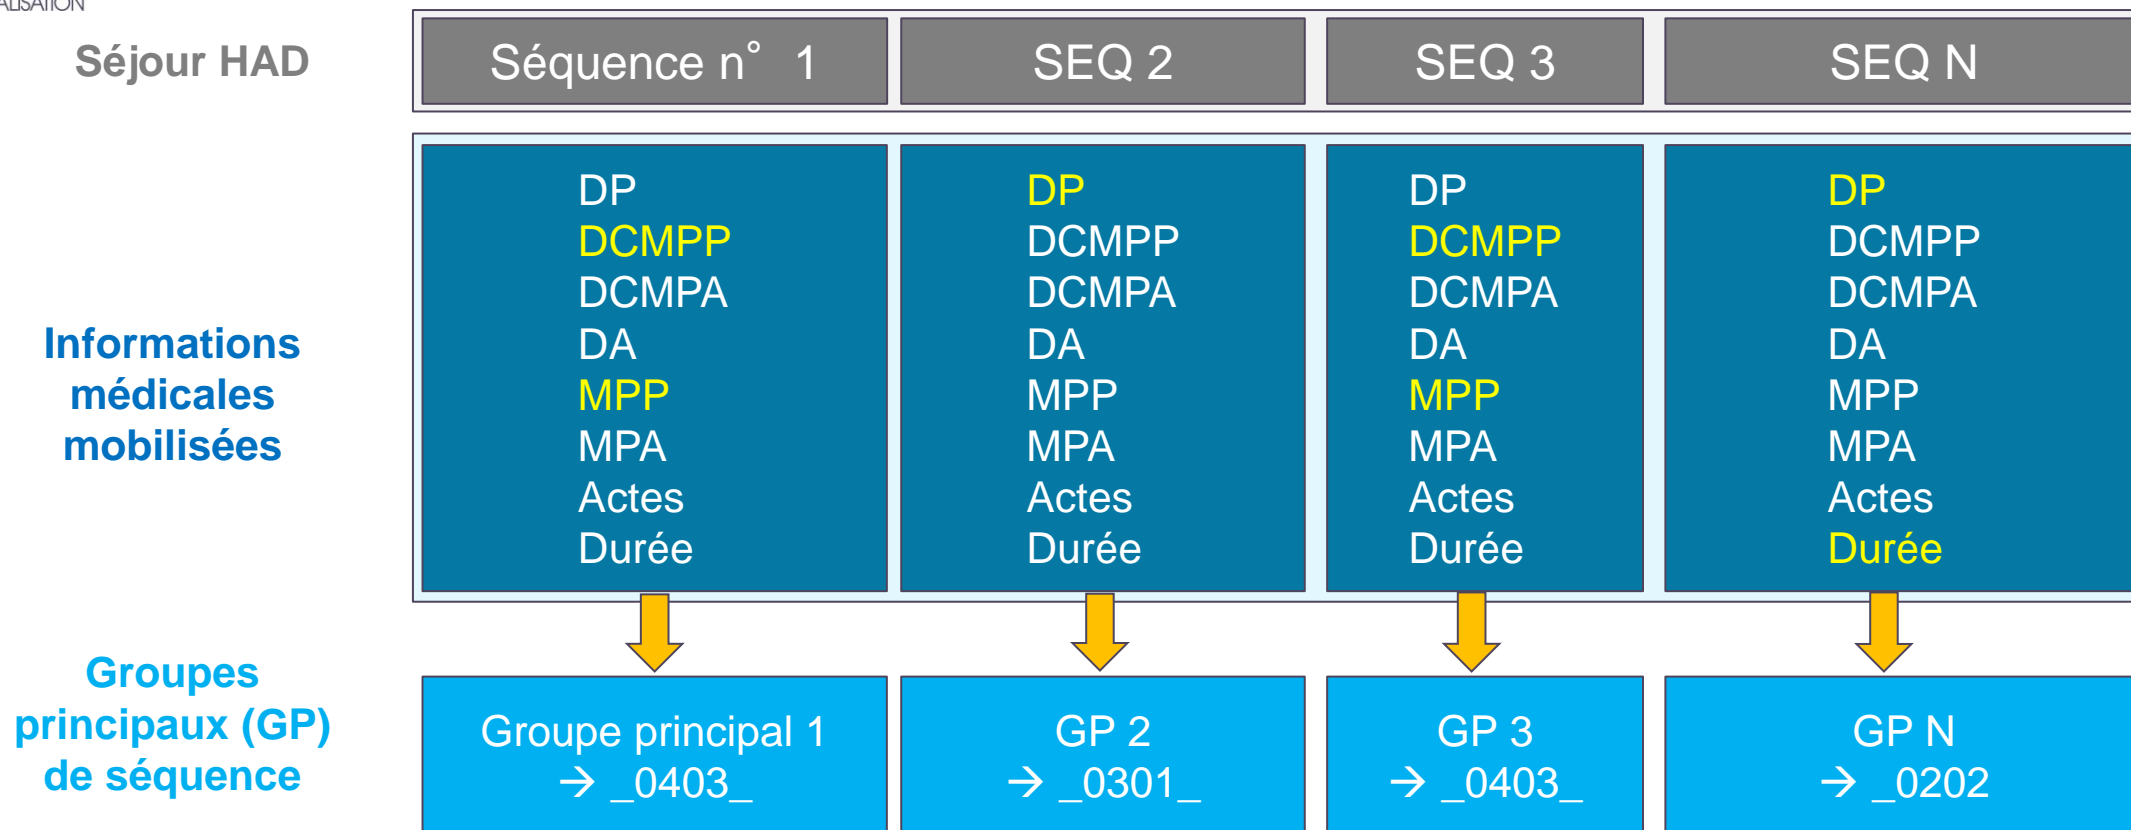 Séjour HAD
Séquence n° 1
SEQ 2
SEQ 3
SEQ N
Informations
médicales
mobilisées
DP
DCMPP
DCMPA
DA
MPP
MPA
Actes
Durée
DP
DCMPP
DCMPA
DA
MPP
MPA
Actes
Durée
DP
DCMPP
DCMPA
DA
MPP
MPA
Actes
Durée
DP
DCMPP
DCMPA
DA
MPP
MPA
Actes
Durée
Groupes
principaux (GP)
de séquence
Groupe principal 1
→ _0403_
GP 2
→ _0301_
GP 3
→ _0403_
GP N
→ _0202